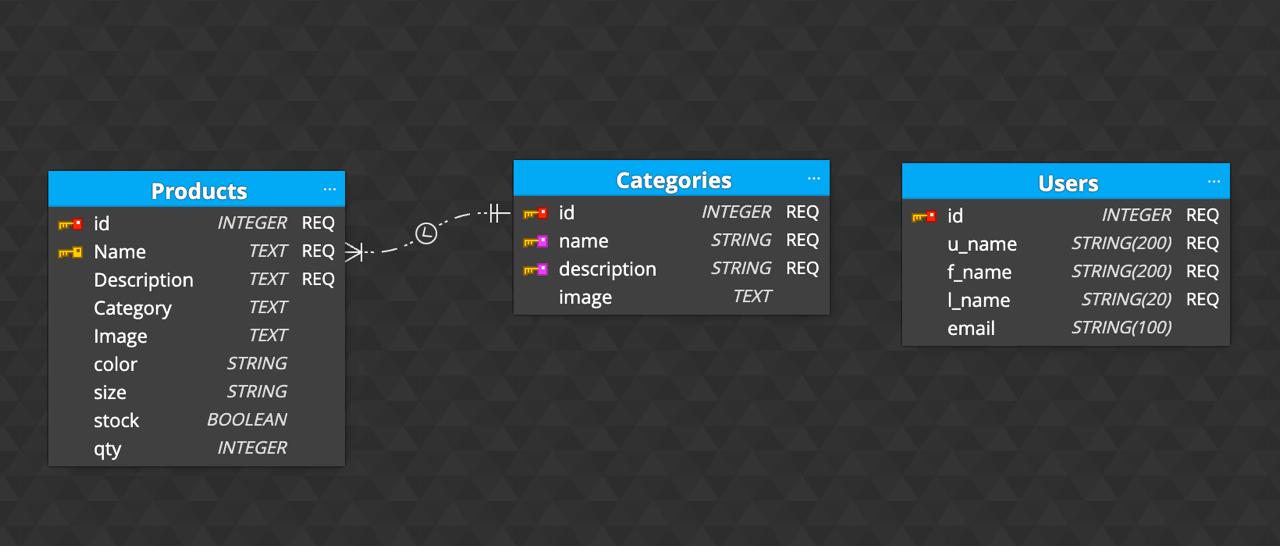 Products
id INTEGER REQ
Name TEXT REQ
Description TEXT REQ
Category TEXT
Image TEXT
color STRING
size STRING
stock BOOLEAN
qty INTEGER
Categories
id INTEGER REQ
name STRING REQ
description STRING REQ
image TEXT
Users
id INTEGER REQ
u_name STRING(200) REQ
f_name STRING(200) REQ
l_name STRING(20) REQ
email STRING(100)